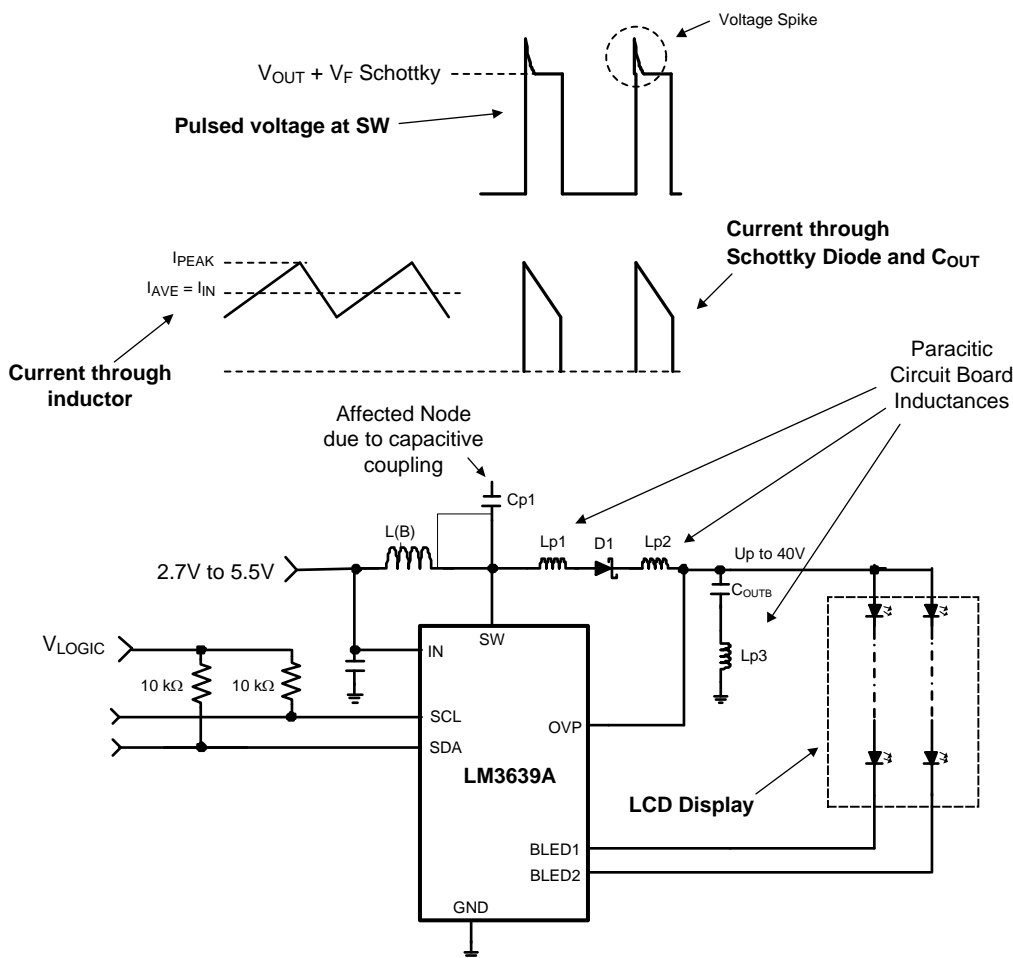 Voltage Spike
VOUT + VF Schottky
Pulsed voltage at SW
Current through
Schottky Diode and COUT
IPEAK
IAVE = IIN
Current through
inductor
Paracitic
Circuit Board
Inductances
Affected Node
due to capacitive
coupling
Cp1
L(B)
Lp1
D1
Lp2
Up to 40V
2.7V to 5.5V
COUTB
SW
VLOGIC
IN
Lp3
10 kΩ
10 kΩ
SCL
OVP
SDA
LM3639A
LCD Display
BLED1
BLED2
GND